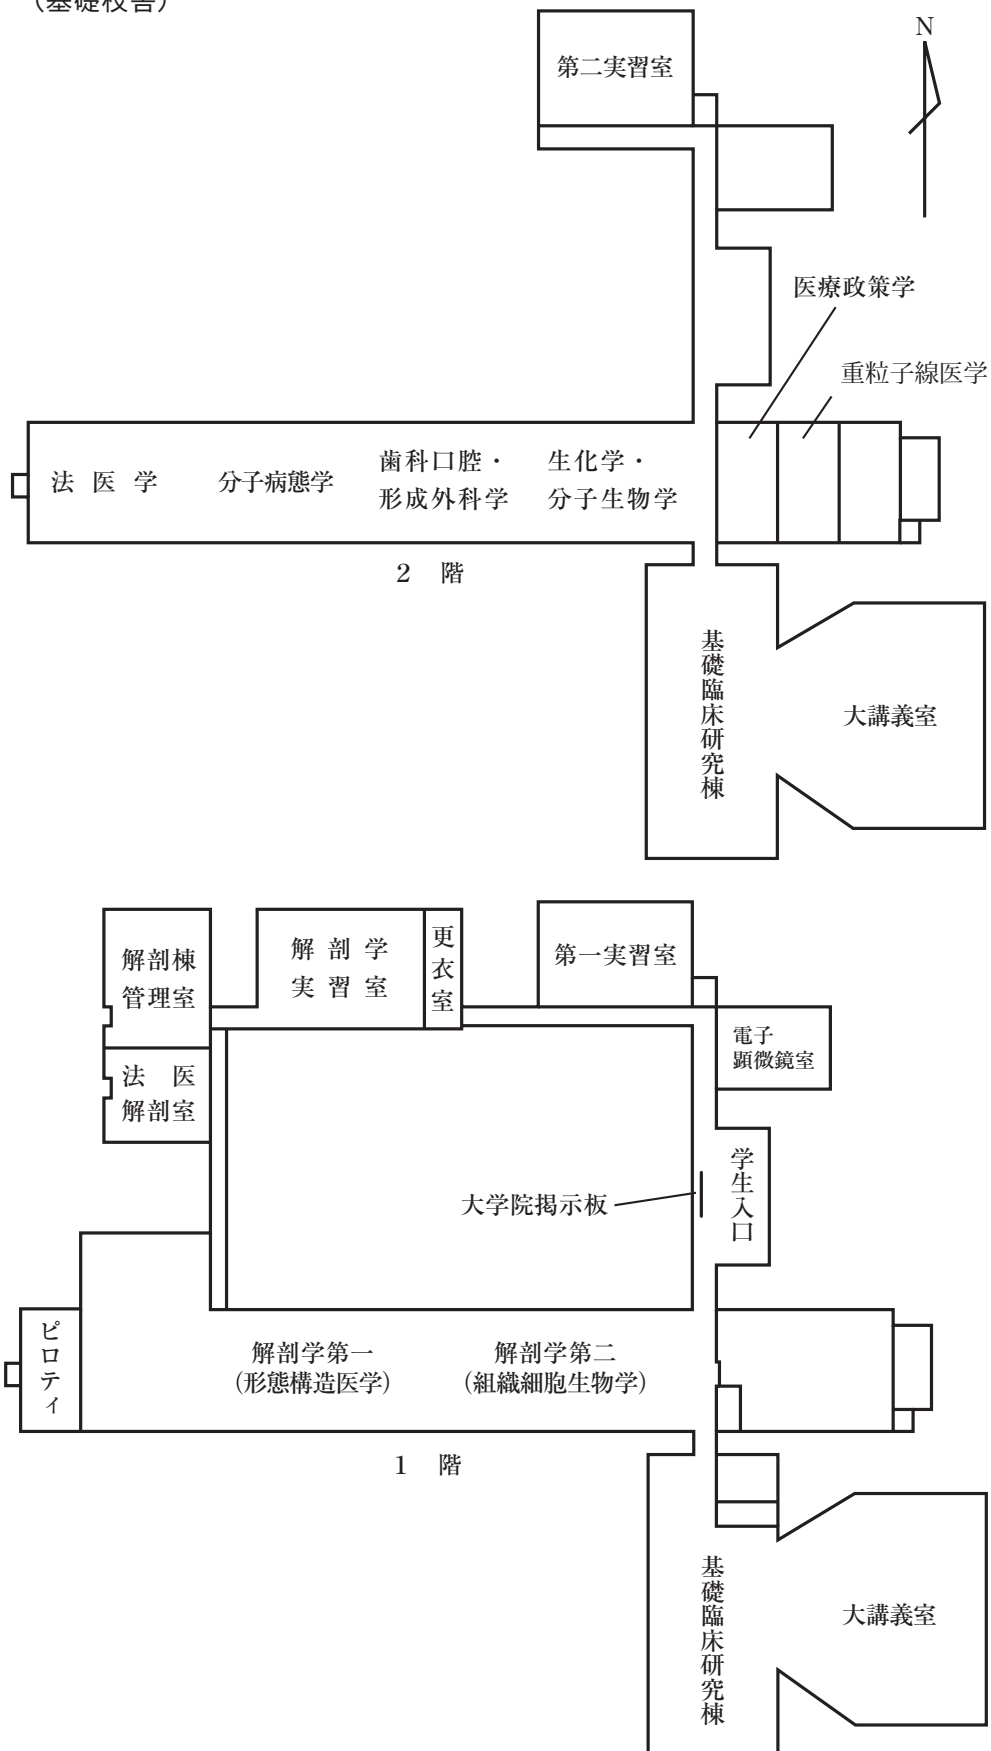 （基礎校舎）
N
第二実習室
医療政策学
重粒子線医学
法医学
分子病態学
歯科口腔・
形成外科学
生化学・
分子生物学
2　階
基礎臨床研究棟
大講義室
解剖棟
管理室
解剖学
実習室
更衣室
第一実習室
電子
顕微鏡室
法　医
解剖室
学生入口
大学院掲示板
ピロティ
解剖学第一
(形態構造医学)
解剖学第二
(組織細胞生物学)
1　階
基礎臨床研究棟
大講義室